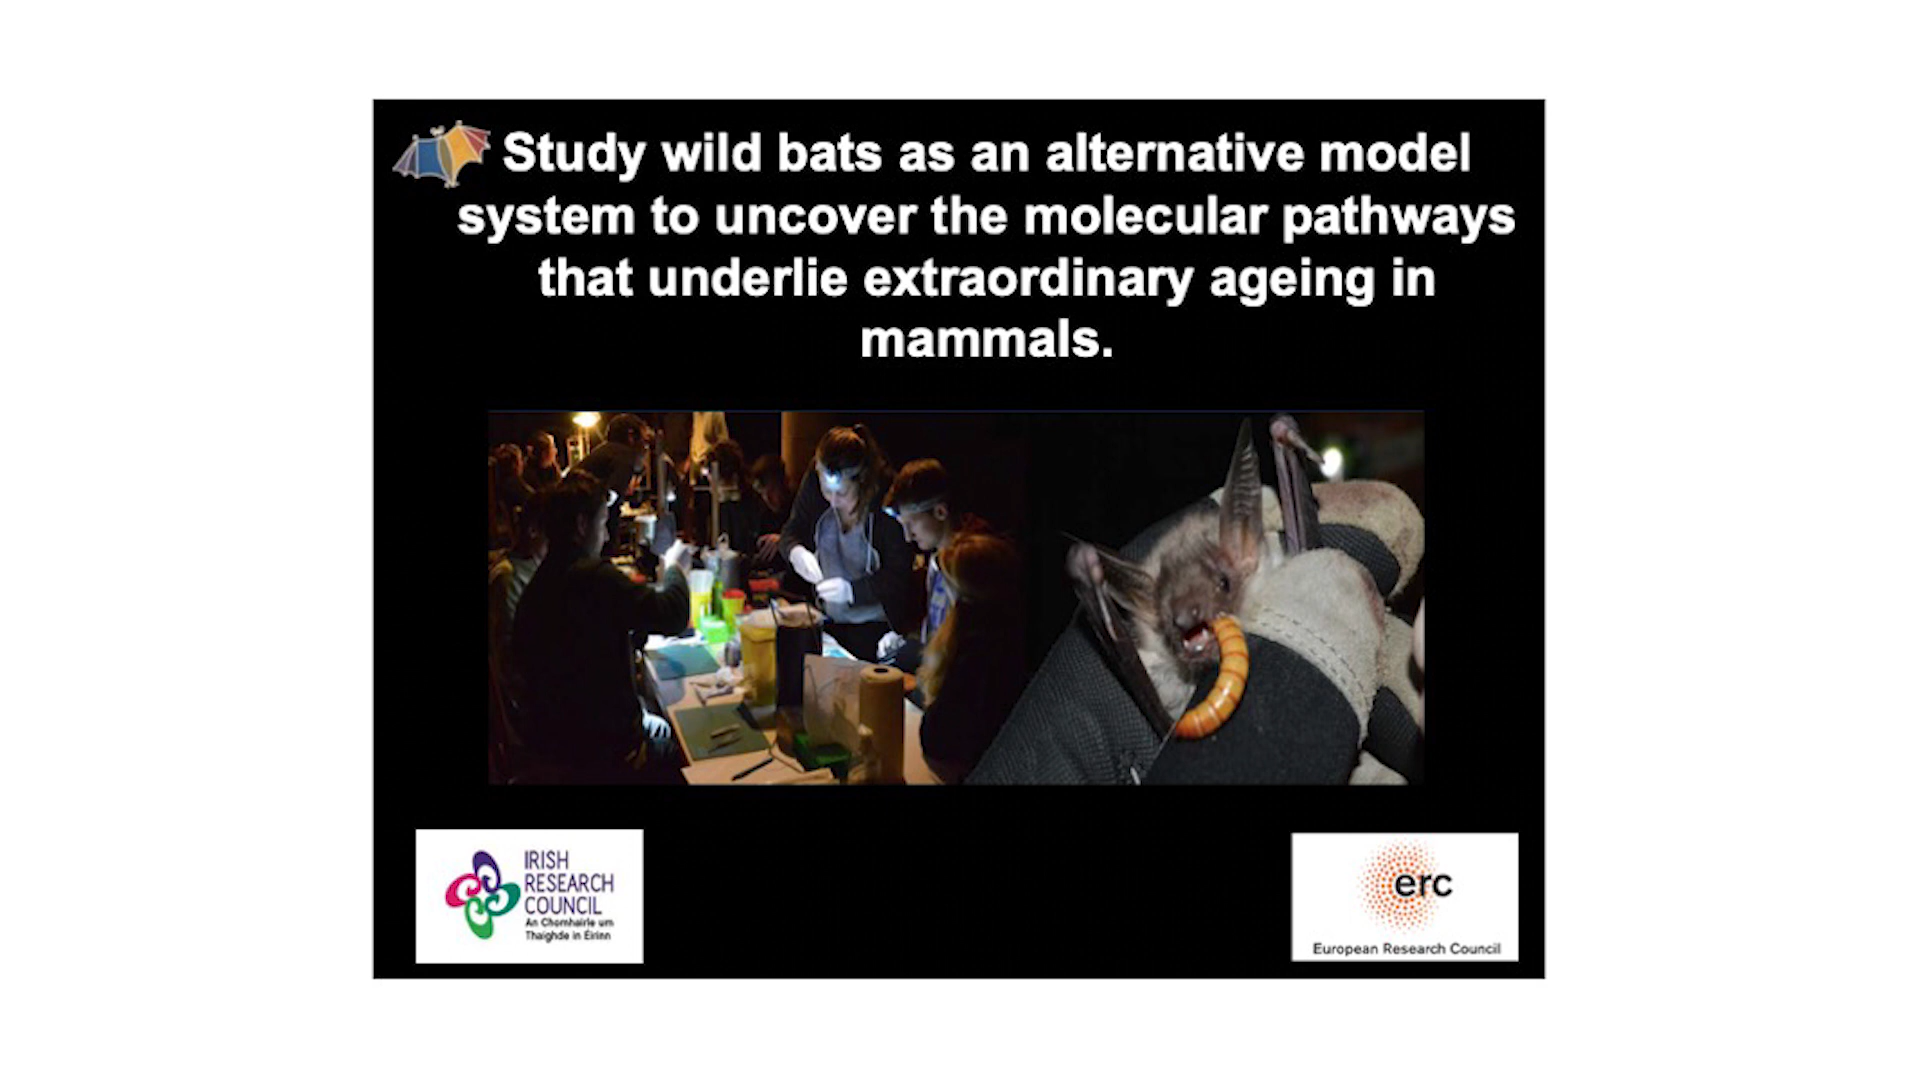 Study wild bats as an alternative model
system to uncover the molecular pathways
that underlie extraordinary ageing in
mammals.
IRISH
RESEARCH
COUNCIL
An Chomhairle um
Thaighde in Éirinn
erc
European Research Council